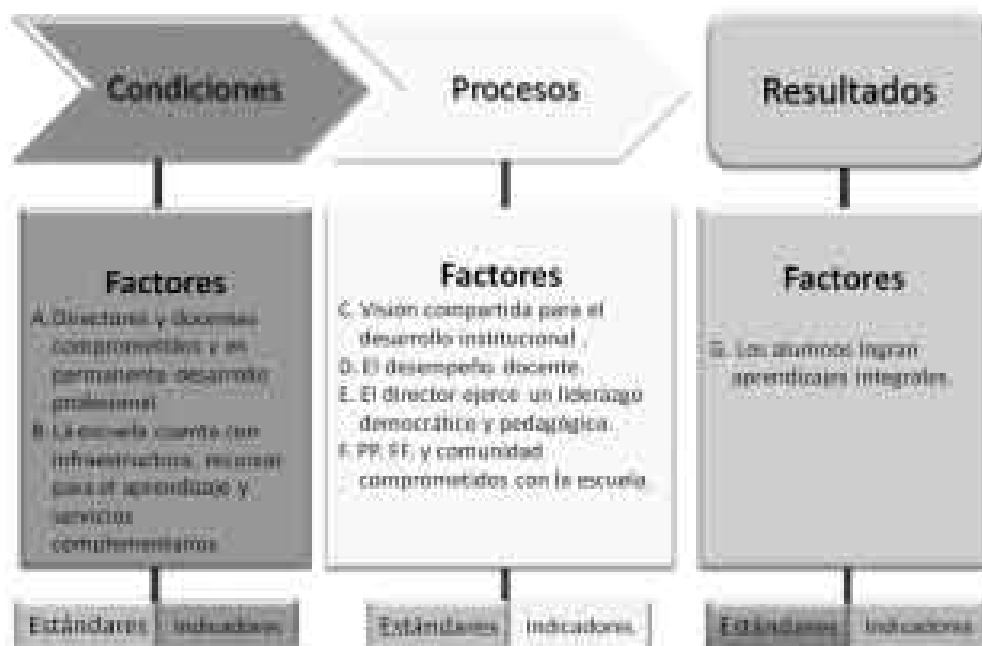 Condiciones
Factores
A. Directores y docentes
comprometidos y en
permanente desarrollo
profesional
B. La escuela cuenta con
infraestructura, recursos
para el aprendizaje y
servicios
complementarios
Estándares Indicadores
Procesos
Factores
C. Visión compartida para el
desarrollo institucional.
D. El desempeño docente.
E. El director ejerce un liderazgo
democrático y pedagógico.
F. PP. FF. y comunidad
comprometidos con la escuela.
Estándares Indicadores
Resultados
Factores
G. Los alumnos logran
aprendizajes integrales.
Estándares Indicadores